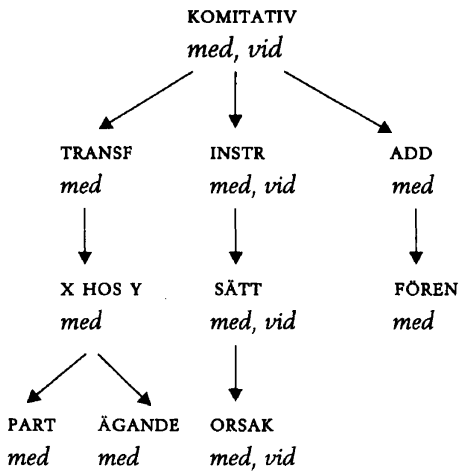 KOMITATIV
med, vid
TRANSF INSTR ADD
med med, vid med
X HOS Y SÄTT FÖREN
med med, vid med
PART ÄGANDE ORSAK
med med med, vid